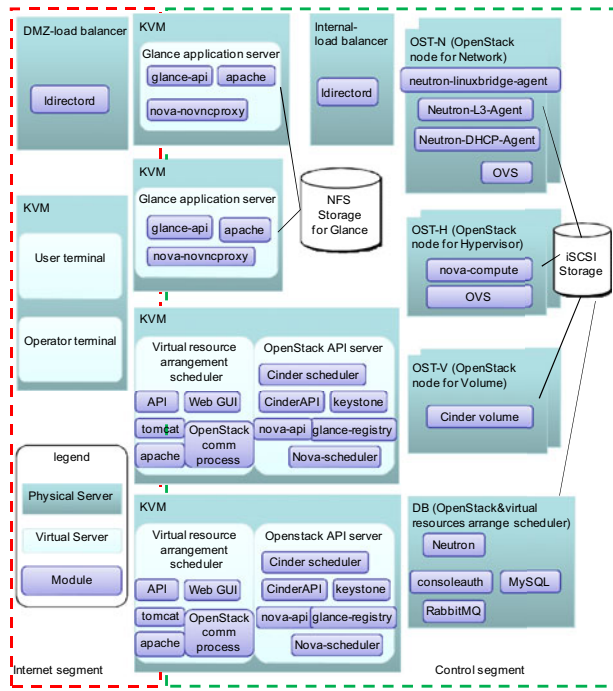 DMZ-load balancer
ldirectord
KVM
Glance application server
glance-api
apache
nova-novncproxy
Internal-
load balancer
ldirectord
OST-N (OpenStack
node for Network)
neutron-linuxbridge-agent
Neutron-L3-Agent
Neutron-DHCP-Agent
OVS
KVM
Glance application server
glance-api
apache
nova-novncproxy
NFS
Storage
for Glance
KVM
User terminal
Operator terminal
OST-H (OpenStack
node for Hypervisor)
nova-compute
OVS
iSCSI
Storage
KVM
Virtual resource
arrangement
scheduler
API
Web GUI
tomcat
apache
OpenStack
comm
process
OpenStack API server
Cinder scheduler
CinderAPI
keystone
nova-api
glance-registry
Nova-scheduler
OST-V (OpenStack
node for Volume)
Cinder volume
legend
Physical Server
Virtual Server
Module
KVM
Virtual resource
arrangement
scheduler
API
Web GUI
tomcat
apache
OpenStack
comm
process
Openstack API server
Cinder scheduler
CinderAPI
keystone
nova-api
glance-registry
Nova-scheduler
DB (OpenStack&virtual
resources arrange scheduler)
Neutron
consoleauth
MySQL
RabbitMQ
Internet segment
Control segment